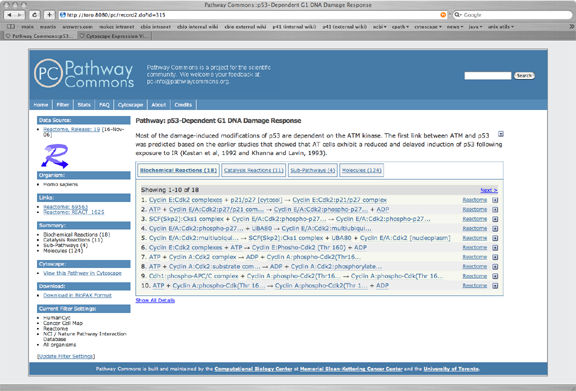 Pathway Commons::p53-Dependent G1 DNA Damage Response
http://toro:8080/pc/record2.do?id=315
Google
Pathway Commons::p53-...
Cytoscape Expression Vi...
PC Pathway Commons
Pathway Commons is a project for the scientific
community. We welcome your feedback at
pc-info@pathwaycommons.org.
Search
Home Filter Stats FAQ Cytoscape About Credits
Data Source:
Reactome, Release: 19 [16-Nov-
06]
Organism:
Homo sapiens
Links:
Reactome: 69563
Reactome: REACT_1625
Summary:
Biochemical Reactions (18)
Catalysis Reactions (11)
Sub-Pathways (4)
Molecules (124)
Cytoscape:
View this Pathway in Cytoscape
Download:
Download in BioPAX Format
Current Filter Settings:
HumanCyc
Cancer Cell Map
Reactome
NCI / Nature Pathway Interaction
Database
All organisms
[Update Filter Settings]
Pathway: p53-Dependent G1 DNA Damage Response
Most of the damage-induced modifications of p53 are dependent on the ATM kinase. The first link between ATM and p53
was predicted based on the earlier studies that showed that AT cells exhibit a reduced and delayed induction of p53 following
exposure to IR (Kastan et al, 1992 and Khanna and Lavin, 1993).
Biochemical Reactions (18) Catalysis Reactions (11) Sub-Pathways (4) Molecules (124)
Showing 1-10 of 18 Next >
1. Cyclin E:Cdk2 complexes + p21/p27 [cytosol] → Cyclin E:Cdk2:p21/p27 complex Reactome
2. ATP + Cyclin E/A:Cdk2:p27/p21 com... → Cyclin E/A:Cdk2:phospho-p27... + ADP Reactome
3. SCF(Skp2):Cks1 complex + Cyclin E/A:Cdk2:phospho-p27... → Cyclin E/A:Cdk2:phospho-p27... Reactome
4. Cyclin E/A:Cdk2:phospho-p27... + UBA80 → Cyclin E/A:Cdk2:multiubiqu... Reactome
5. Cyclin E/A:Cdk2:multiubiqui... → SCF(Skp2):Cks1 complex + UBA80 + Cyclin E/A:Cdk2 [nucleoplasm] Reactome
6. Cyclin E:Cdk2 complexes + ATP → Cyclin E:Phospho-Cdk2 (Thr 160) + ADP Reactome
7. ATP + Cyclin A:Cdk2 complex → ADP + Cyclin A:phospho-Cdk2(Thr16... Reactome
8. ATP + Cyclin A:Cdk2 substrate com... → ADP + Cyclin A:Cdk2:phosphorylate... Reactome
9. Cdh1:phospho-APC/C complex + Cyclin A:phospho-Cdk2(Thr16... → Cyclin A:phospho-Cdk(Thr 16... Reactome
10. ATP + Cyclin A:phospho-Cdk(Thr 16... → Cyclin A:phospho-Cdk2(Thr 1... + ADP Reactome
Show All Details
Pathway Commons is built and maintained by the Computational Biology Center at Memorial Sloan-Kettering Cancer Center and the University of Toronto.